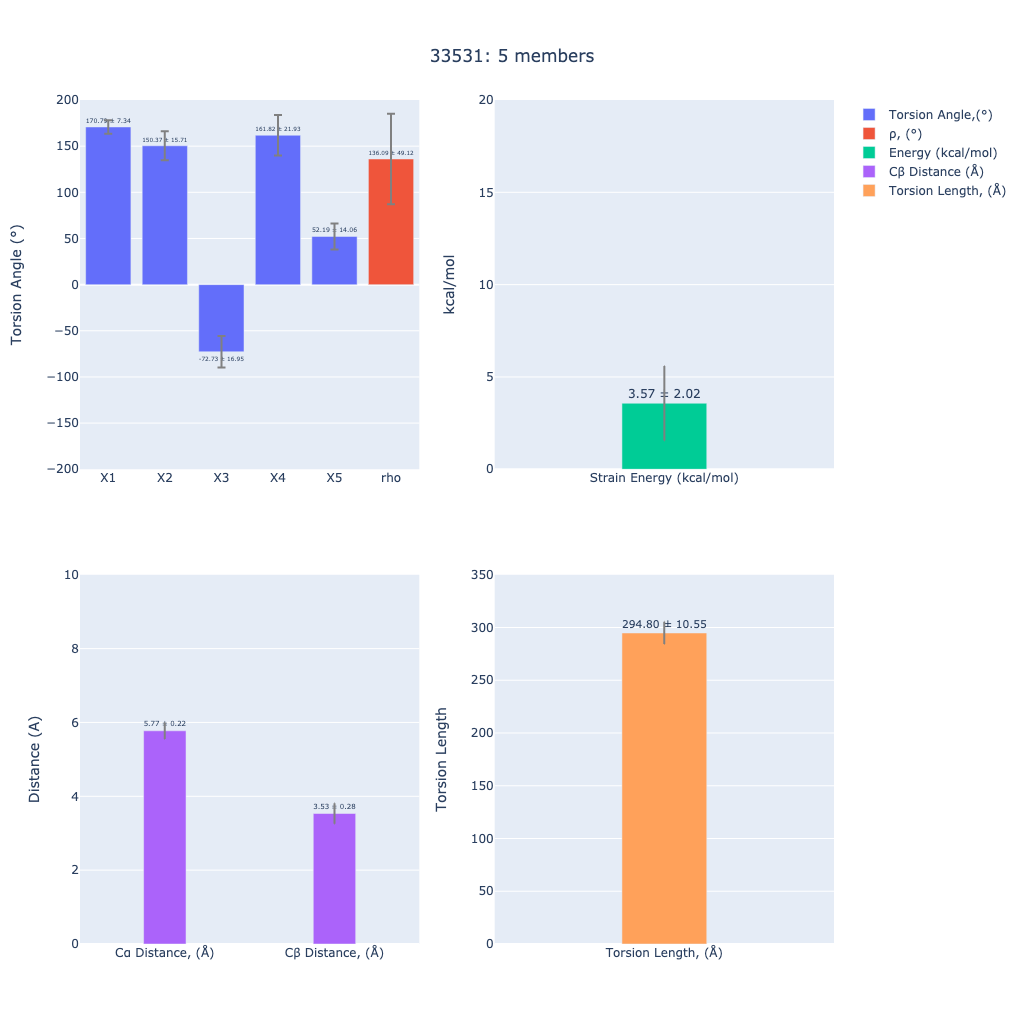 33531: 5 members
Torsion Angle,(°)
ρ, (°)
Energy (kcal/mol)
Cβ Distance (Å)
Torsion Length, (Å)
Torsion Angle (°)
200
150
100
50
0
−50
−100
−150
−200
150.37 ± 15.71
-72.73 ± 16.95
161.82 ± 21.93
52.19 ± 14.06
136.09 ± 49.12
X1
X2
X3
X4
X5
rho
kcal/mol
20
15
10
5
0
3.57 ± 2.02
Strain Energy (kcal/mol)
Distance (A)
10
8
6
4
2
0
5.77 ± 0.22
3.53 ± 0.28
Cα Distance, (Å)
Cβ Distance, (Å)
Torsion Length
350
300
250
200
150
100
50
0
294.80 ± 10.55
Torsion Length, (Å)